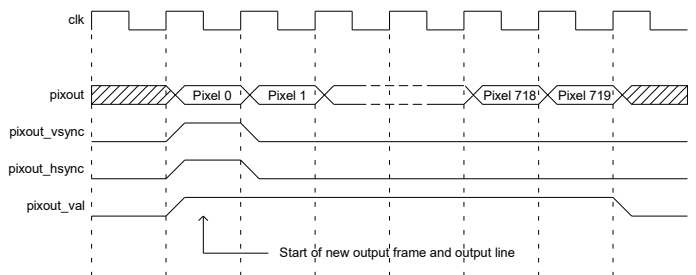 clk
pixout Pixel 0 Pixel 1 Pixel 718 Pixel 719
pixout_vsync
pixout_hsync
pixout_val
Start of new output frame and output line